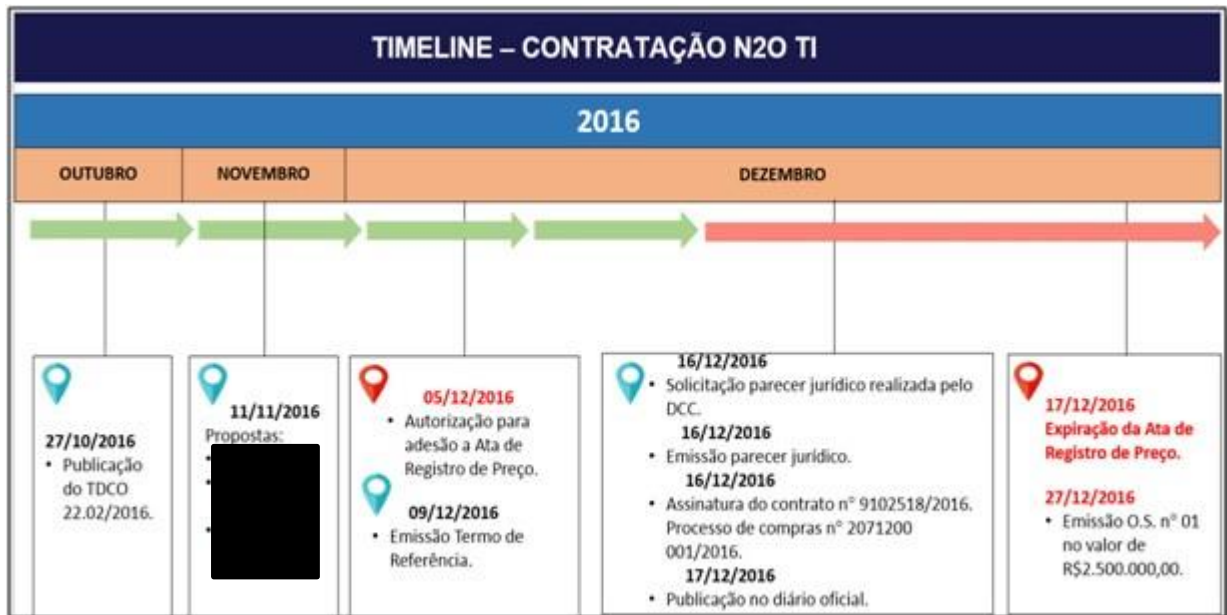 TIMELINE – CONTRATAÇÃO N2O TI
2016
OUTUBRO
NOVEMBRO
DEZEMBRO
27/10/2016
• Publicação
do TDCO
22.02/2016.
11/11/2016
Propostas:
•
•
•
05/12/2016
• Autorização para
adesão a Ata de
Registro de Preço.
09/12/2016
• Emissão Termo de
Referência.
16/12/2016
• Solicitação parecer jurídico realizada pelo
DCC.
16/12/2016
• Emissão parecer jurídico.
16/12/2016
• Assinatura do contrato n° 9102518/2016.
Processo de compras n° 2071200
001/2016.
17/12/2016
• Publicação no diário oficial.
17/12/2016
Expiração da Ata de
Registro de Preço.
27/12/2016
• Emissão O.S. n° 01
no valor de
R$2.500.000,00.